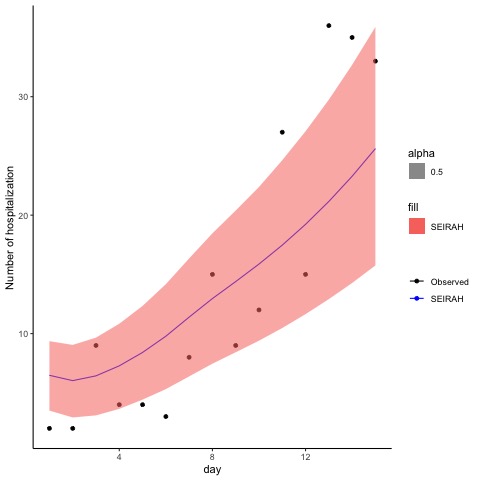 Number of hospitalization
30
20
10
4
8
12
day
alpha
0.5
fill
SEIRAH
Observed
SEIRAH